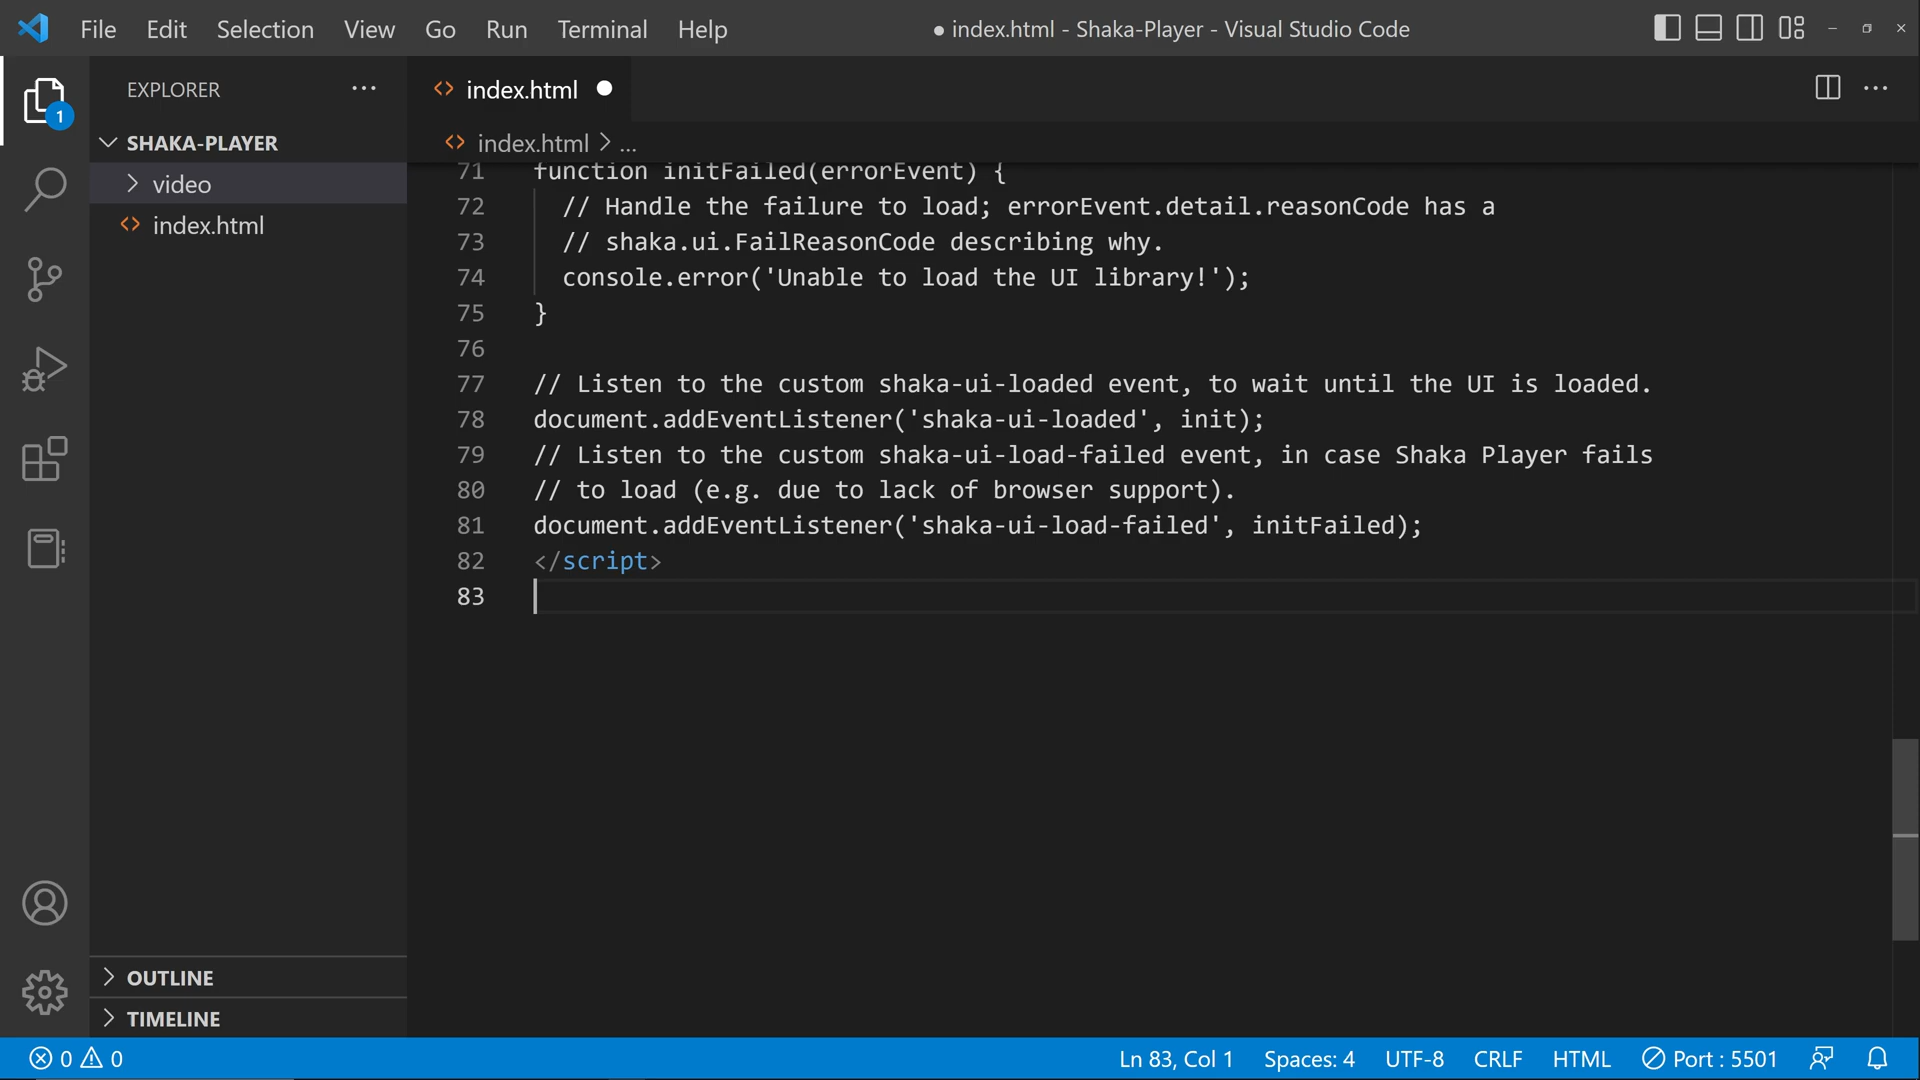 File Edit Selection View Go Run Terminal Help ● index.html - Shaka-Player - Visual Studio Code
EXPLORER ···
1
SHAKA-PLAYER
video
index.html
index.html
index.html > ...
71 function initFailed(errorEvent) {
72 // Handle the failure to load; errorEvent.detail.reasonCode has a
73 // shaka.ui.FailReasonCode describing why.
74 console.error('Unable to load the UI library!');
75 }
76
77 // Listen to the custom shaka-ui-loaded event, to wait until the UI is loaded.
78 document.addEventListener('shaka-ui-loaded', init);
79 // Listen to the custom shaka-ui-load-failed event, in case Shaka Player fails
80 // to load (e.g. due to lack of browser support).
81 document.addEventListener('shaka-ui-load-failed', initFailed);
82 </script>
83
OUTLINE
TIMELINE
0 0 Ln 83, Col 1 Spaces: 4 UTF-8 CRLF HTML Port : 5501